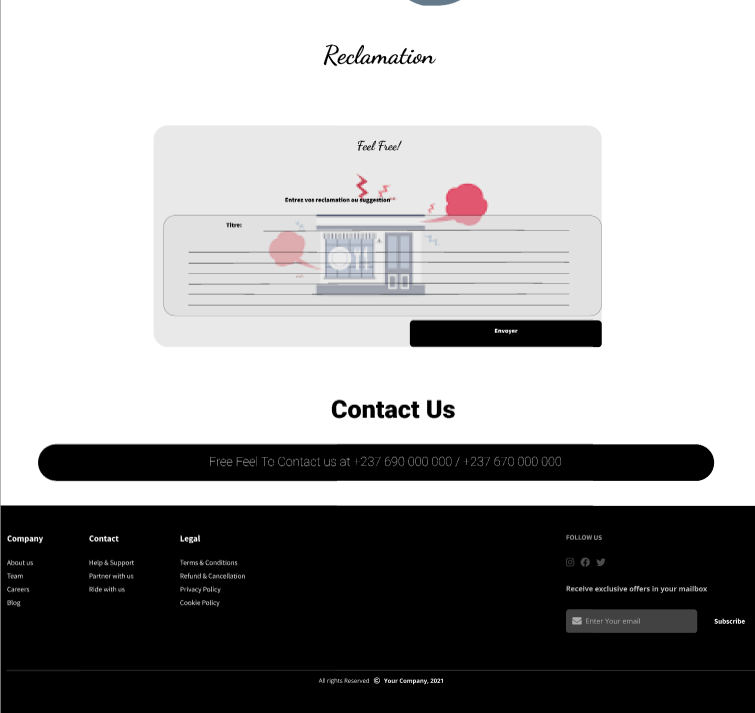 Reclamation
Feel Free!
Entrez vos reclamation ou suggestion
Titre:
Envoyer
Contact Us
Free Feel To Contact us at +237 690 000 000 / +237 670 000 000
Company
About us
Team
Careers
Blog
Contact
Help & Support
Partner with us
Ride with us
Legal
Terms & Conditions
Refund & Cancellation
Privacy Policy
Cookie Policy
FOLLOW US
Receive exclusive offers in your mailbox
Enter Your email
Subscribe
All rights Reserved © Your Company, 2021